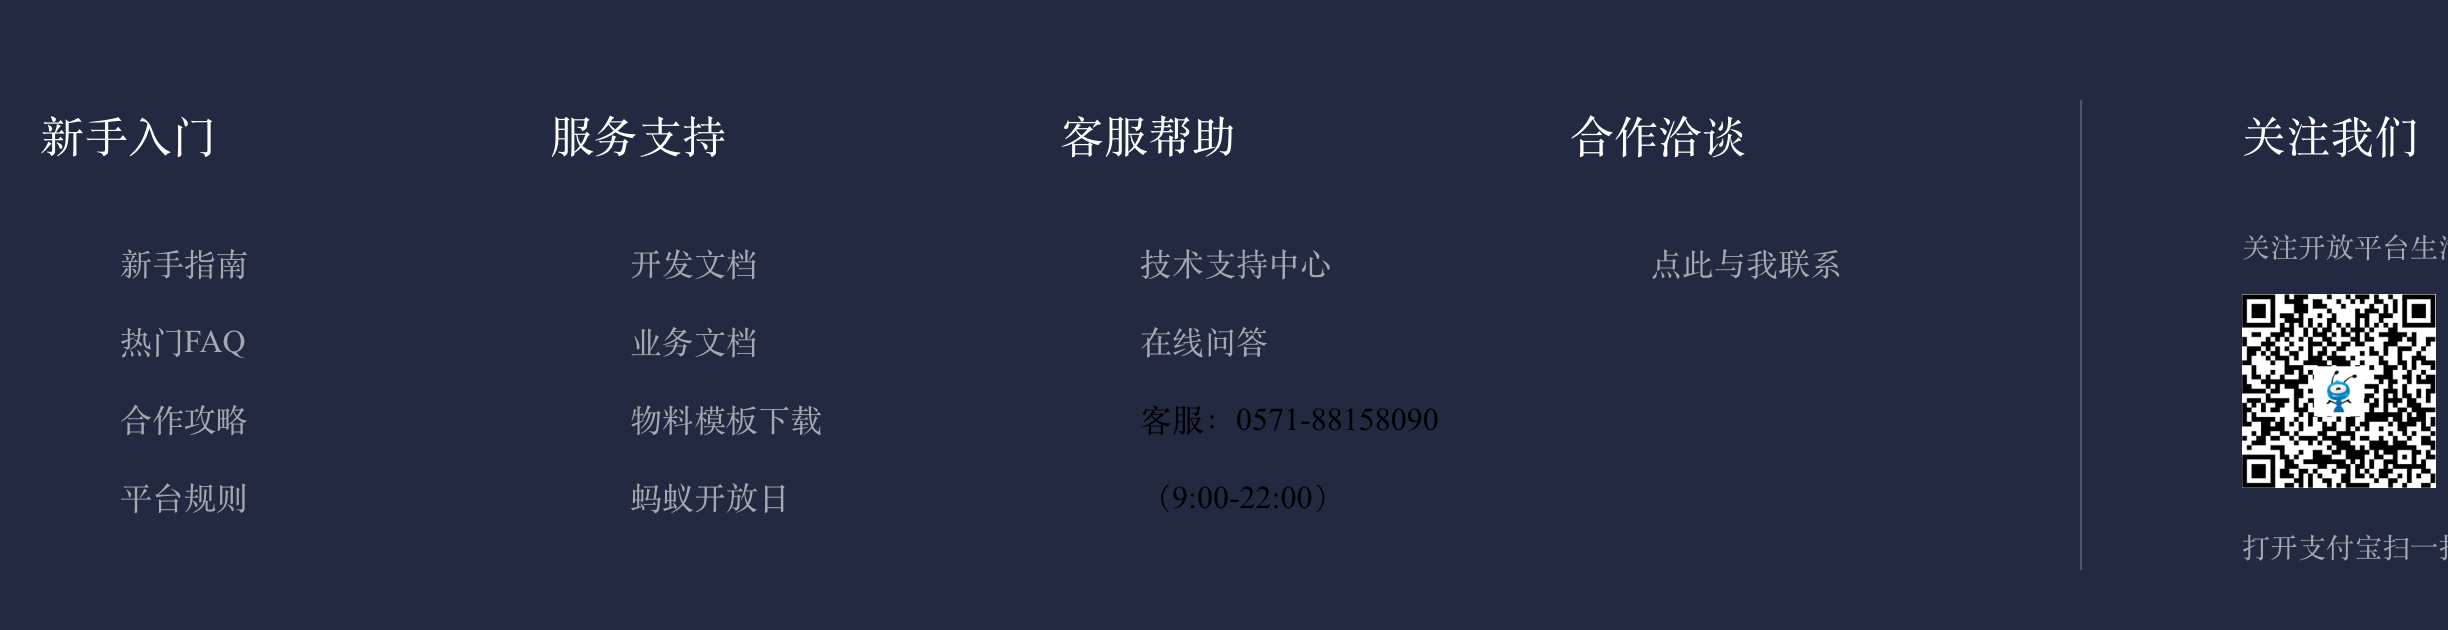 新手入门
新手指南
热门FAQ
合作攻略
平台规则
服务支持
开发文档
业务文档
物料模板下载
蚂蚁开放日
客服帮助
技术支持中心
在线问答
客服：0571-88158090
（9:00-22:00）
合作洽谈
点此与我联系
关注我们
关注开放平台生
打开支付宝扫一